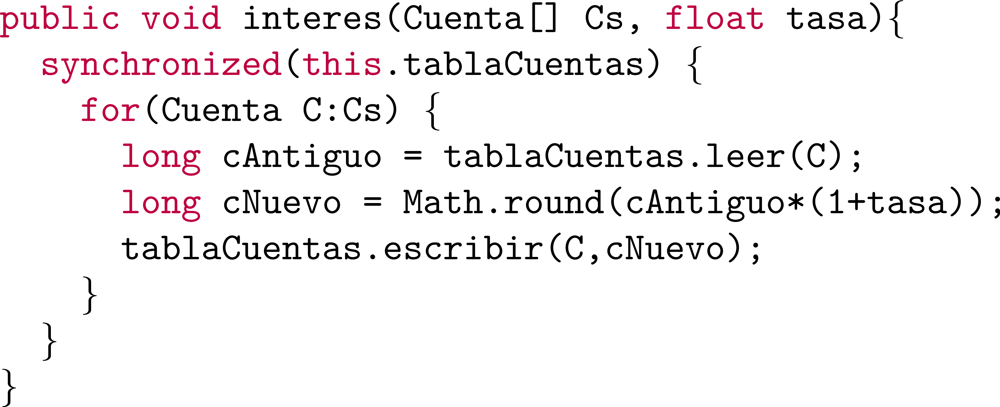 public void interes(Cuenta[] Cs, float tasa){
  synchronized(this.tablaCuentas) {
    for(Cuenta C:Cs) {
      long cAntiguo = tablaCuentas.leer(C);
      long cNuevo = Math.round(cAntiguo*(1+tasa));
      tablaCuentas.escribir(C,cNuevo);
    }
  }
}